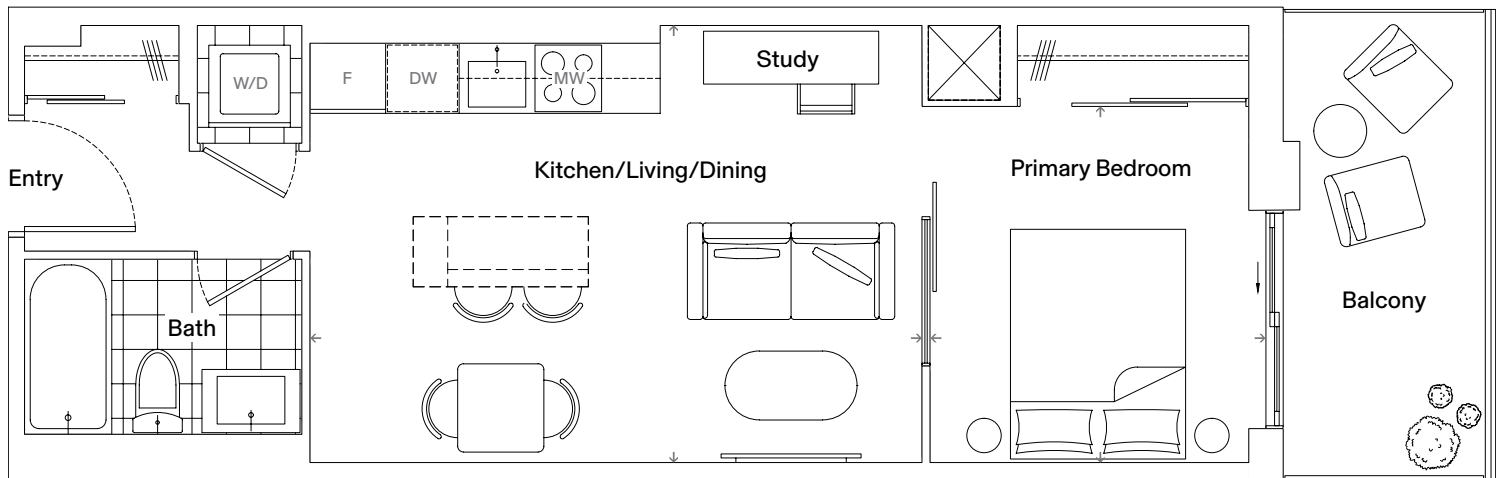 W/D
F
DW
MW
Study
Entry
Kitchen/Living/Dining
Primary Bedroom
Balcony
Bath